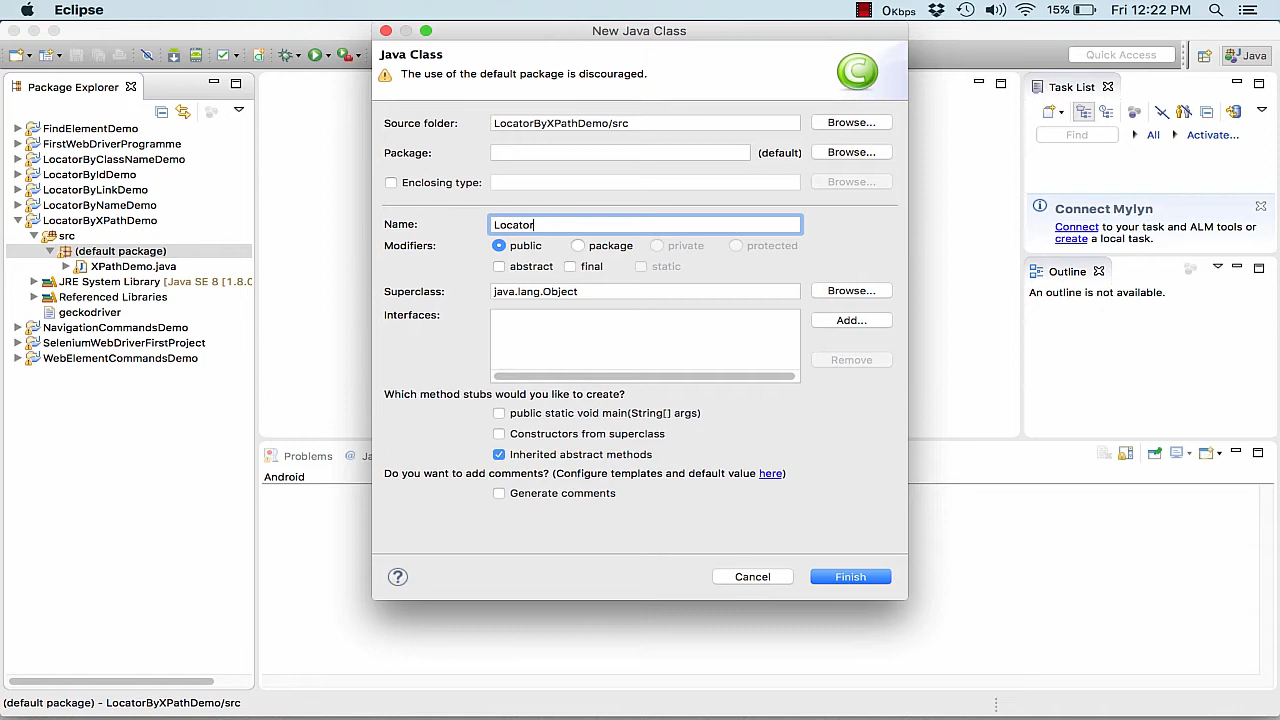 Eclipse
0Kbps
15%
Fri 12:22 PM
New Java Class
Quick Access
Java
Java Class
The use of the default package is discouraged.
Package Explorer
FindElementDemo
FirstWebDriverProgramme
LocatorByClassNameDemo
LocatorByIdDemo
LocatorByLinkDemo
LocatorByNameDemo
LocatorByXPathDemo
src
(default package)
XPathDemo.java
JRE System Library [Java SE 8 [1.8.0
Referenced Libraries
geckodriver
NavigationCommandsDemo
SeleniumWebDriverFirstProject
WebElementCommandsDemo
Source folder:
LocatorByXPathDemo/src
Browse...
Package:
(default)
Browse...
Enclosing type:
Browse...
Name:
Locator
Modifiers:
public
package
private
protected
abstract
final
static
Superclass:
java.lang.Object
Browse...
Interfaces:
Add...
Remove
Which method stubs would you like to create?
public static void main(String[] args)
Constructors from superclass
Inherited abstract methods
Do you want to add comments? (Configure templates and default value here)
Generate comments
?
Cancel
Finish
Task List
Find
All
Activate...
Connect Mylyn
Connect to your task and ALM tools or
create a local task.
Outline
An outline is not available.
Problems
@ Ja
Android
(default package) - LocatorByXPathDemo/src